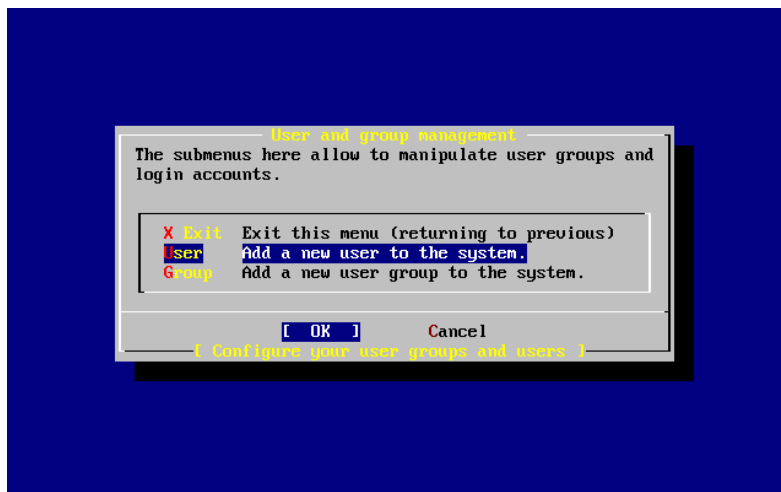 User and group management
The submenus here allow to manipulate user groups and
login accounts.
X Exit Exit this menu (returning to previous)
User Add a new user to the system.
Group Add a new user group to the system.
[ OK ] Cancel
[ Configure your user groups and users ]